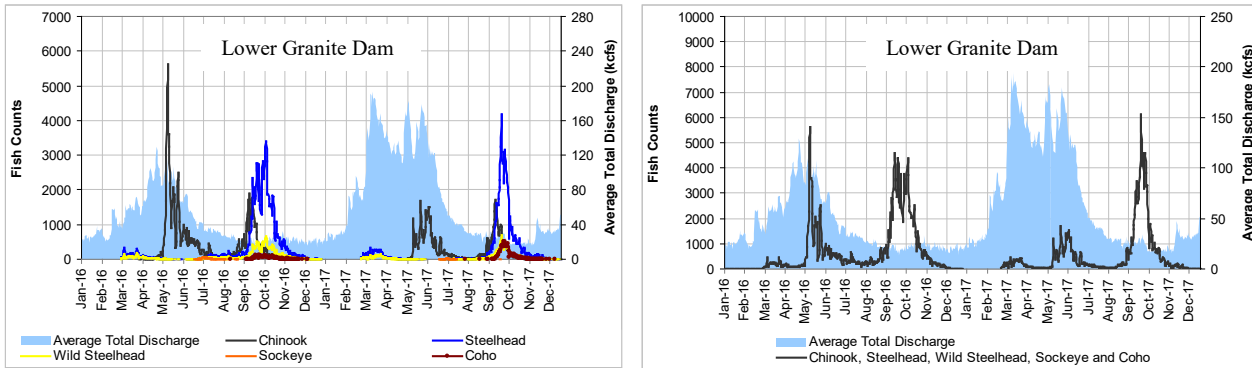 Lower Granite Dam
Fish Counts
7000
6000
5000
4000
3000
2000
1000
0
280
240
200
160
120
80
40
0
Average Total Discharge (kcfs)
Jan-16
Feb-16
Mar-16
Apr-16
May-16
Jun-16
Jul-16
Aug-16
Sep-16
Oct-16
Nov-16
Dec-16
Jan-17
Feb-17
Mar-17
Apr-17
May-17
Jun-17
Jul-17
Aug-17
Sep-17
Oct-17
Nov-17
Dec-17
Average Total Discharge Chinook Steelhead
Wild Steelhead Sockeye Coho
Lower Granite Dam
Fish Counts
10000
9000
8000
7000
6000
5000
4000
3000
2000
1000
0
250
200
150
100
50
0
Average Total Discharge (kcfs)
Jan-16
Feb-16
Mar-16
Apr-16
May-16
Jun-16
Jul-16
Aug-16
Sep-16
Oct-16
Nov-16
Dec-16
Jan-17
Feb-17
Mar-17
Apr-17
May-17
Jun-17
Jul-17
Aug-17
Sep-17
Oct-17
Nov-17
Dec-17
Average Total Discharge
Chinook, Steelhead, Wild Steelhead, Sockeye and Coho